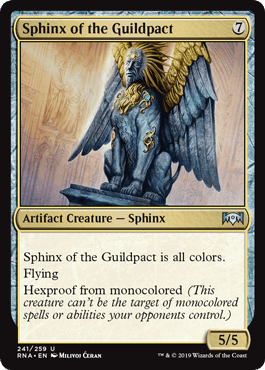 Sphinx of the Guildpact 7
Artifact Creature — Sphinx
Sphinx of the Guildpact is all colors.
Flying
Hexproof from monocolored (This
creature can't be the target of monocolored
spells or abilities your opponents control.)
5/5
241/259 U
RNA • EN Milivoj Ćeran ™ & © 2019 Wizards of the Coast